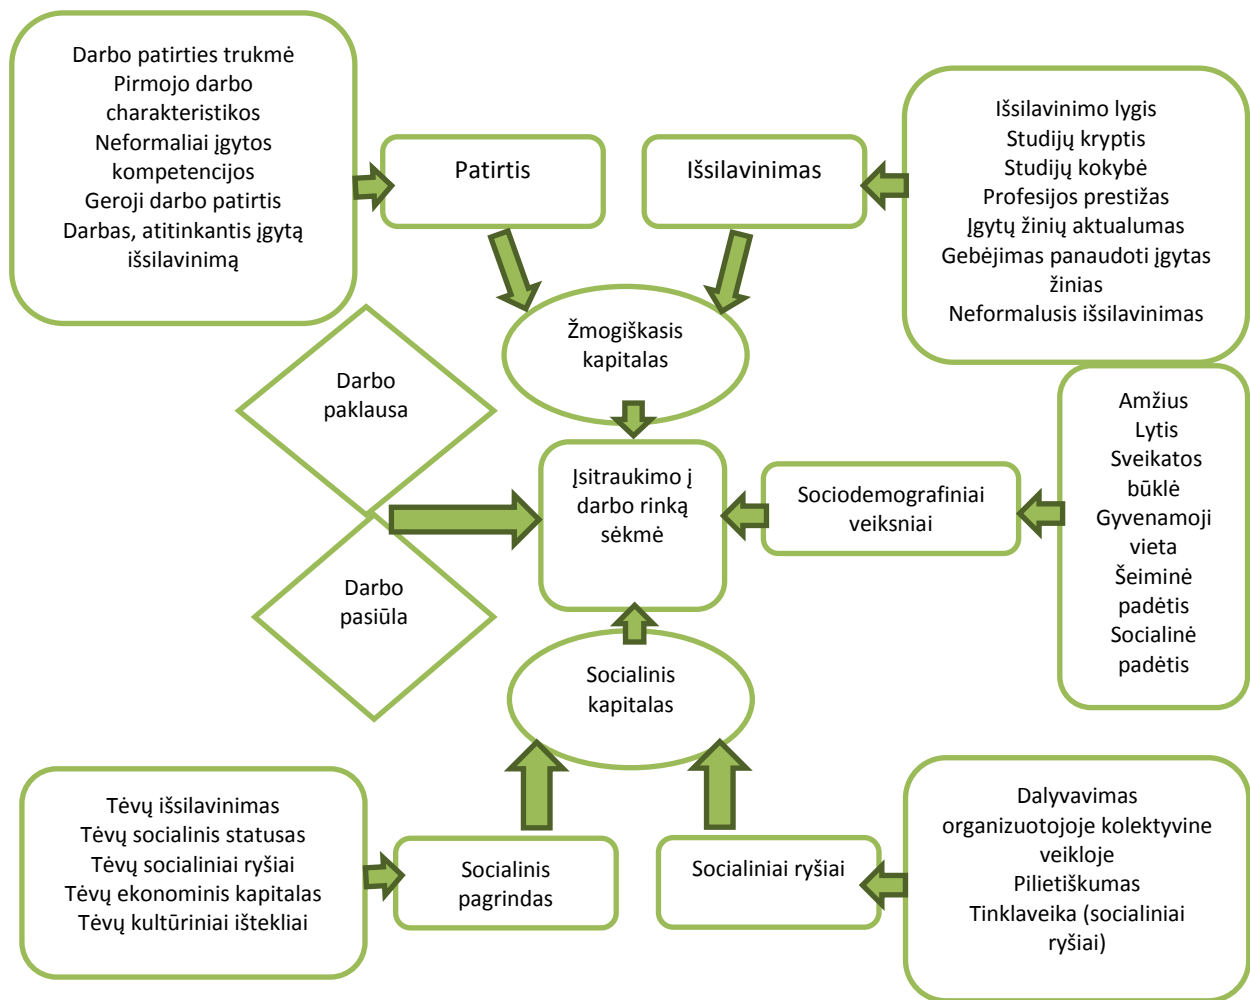 Darbo patirties trukmė
Pirmojo darbo
charakteristikos
Neformaliai įgytos
kompetencijos
Geroji darbo patirtis
Darbas, atitinkantis įgytą
išsilavinimą
Patirtis
Išsilavinimas
Išsilavinimo lygis
Studijų kryptis
Studijų kokybė
Profesijos prestižas
Įgytų žinių aktualumas
Gebėjimas panaudoti įgytas
žinias
Neformalusis išsilavinimas
Žmogiškasis
kapitalas
Darbo
paklausa
Įsitraukimo į
darbo rinką
sėkmė
Sociodemografiniai
veiksniai
Amžius
Lytis
Sveikatos
būklė
Gyvenamoji
vieta
Šeiminė
padėtis
Socialinė
padėtis
Darbo
pasiūla
Socialinis
kapitalas
Tėvų išsilavinimas
Tėvų socialinis statusas
Tėvų socialiniai ryšiai
Tėvų ekonominis kapitalas
Tėvų kultūriniai ištekliai
Socialinis
pagrindas
Socialiniai ryšiai
Dalyvavimas
organizuotojoje kolektyvine
veikloje
Pilietiškumas
Tinklaveika (socialiniai
ryšiai)